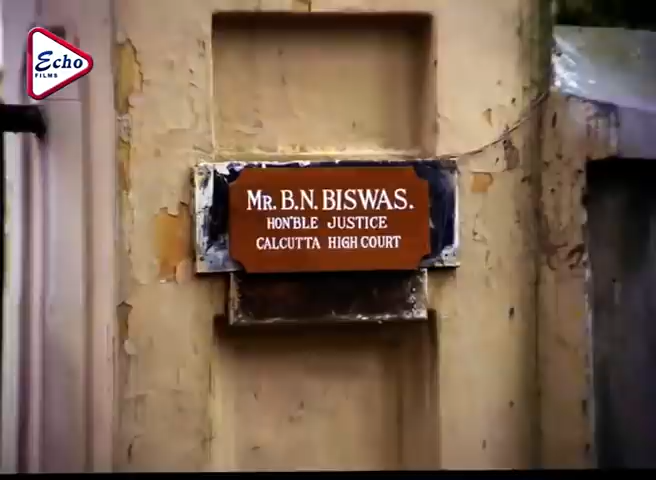 Echo
FILMS
MR. B.N. BISWAS.
HON'BLE JUSTICE
CALCUTTA HIGH COURT